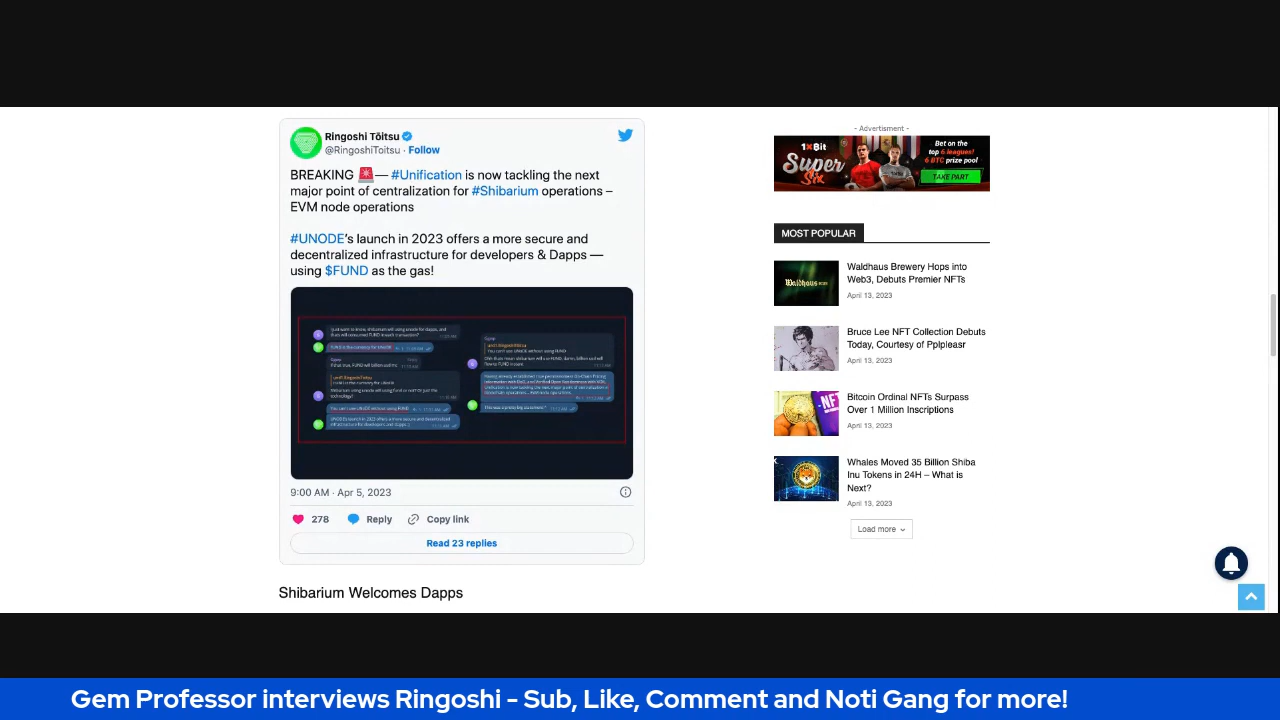 Ringoshi Tōitsu
@RingoshiToitsu · Follow
BREAKING 🚨— #Unification is now tackling the next
major point of centralization for #Shibarium operations –
EVM node operations
#UNODE's launch in 2023 offers a more secure and
decentralized infrastructure for developers & Dapps —
using $FUND as the gas!
9:00 AM · Apr 5, 2023
278 Reply Copy link
Read 23 replies
Shibarium Welcomes Dapps
- Advertisment -
1×Bit
Super Six
Bet on the
top 6 leagues!
6 BTC prize pool!
TAKE PART
MOST POPULAR
Waldhaus Brewery Hops into
Web3, Debuts Premier NFTs
April 13, 2023
Bruce Lee NFT Collection Debuts
Today, Courtesy of Pplpleasr
April 13, 2023
Bitcoin Ordinal NFTs Surpass
Over 1 Million Inscriptions
April 13, 2023
Whales Moved 35 Billion Shiba
Inu Tokens in 24H – What is
Next?
April 13, 2023
Load more
Gem Professor interviews Ringoshi - Sub, Like, Comment and Noti Gang for more!